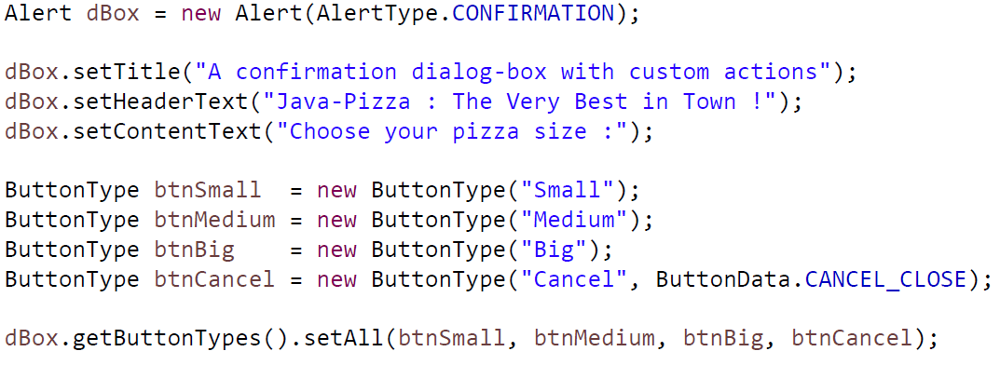 Alert dBox = new Alert(AlertType.CONFIRMATION);
dBox.setTitle("A confirmation dialog-box with custom actions");
dBox.setHeaderText("Java-Pizza : The Very Best in Town !");
dBox.setContentText("Choose your pizza size :");
ButtonType btnSmall  = new ButtonType("Small");
ButtonType btnMedium = new ButtonType("Medium");
ButtonType btnBig    = new ButtonType("Big");
ButtonType btnCancel = new ButtonType("Cancel", ButtonData.CANCEL_CLOSE);
dBox.getButtonTypes().setAll(btnSmall, btnMedium, btnBig, btnCancel);